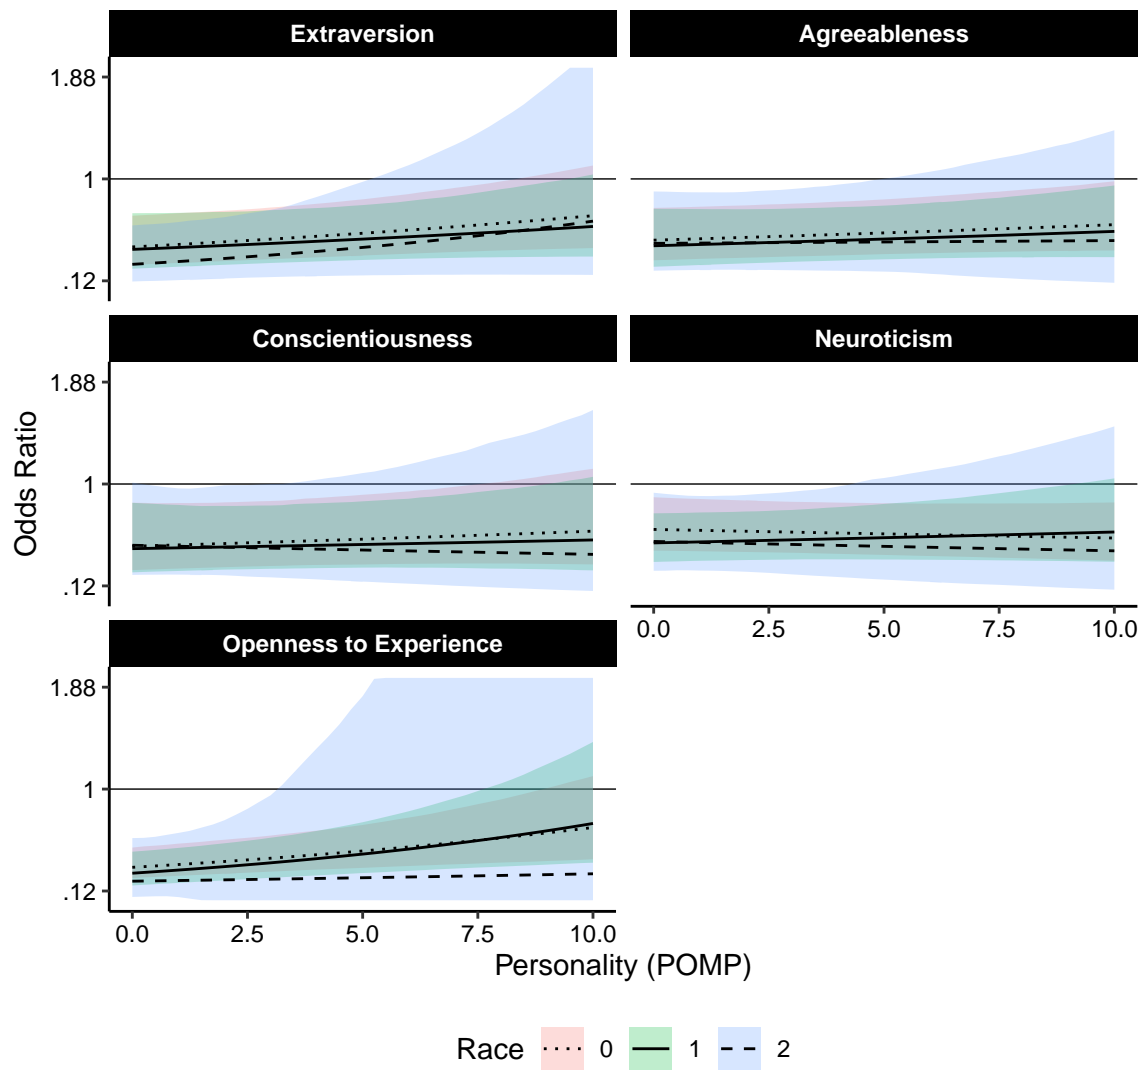 Extraversion
Agreeableness
1.88
1
.12
Conscientiousness
Neuroticism
1.88
1
.12
0.0 2.5 5.0 7.5 10.0
Openness to Experience
1.88
1
.12
0.0 2.5 5.0 7.5 10.0
Odds Ratio
Personality (POMP)
Race 0 1 2